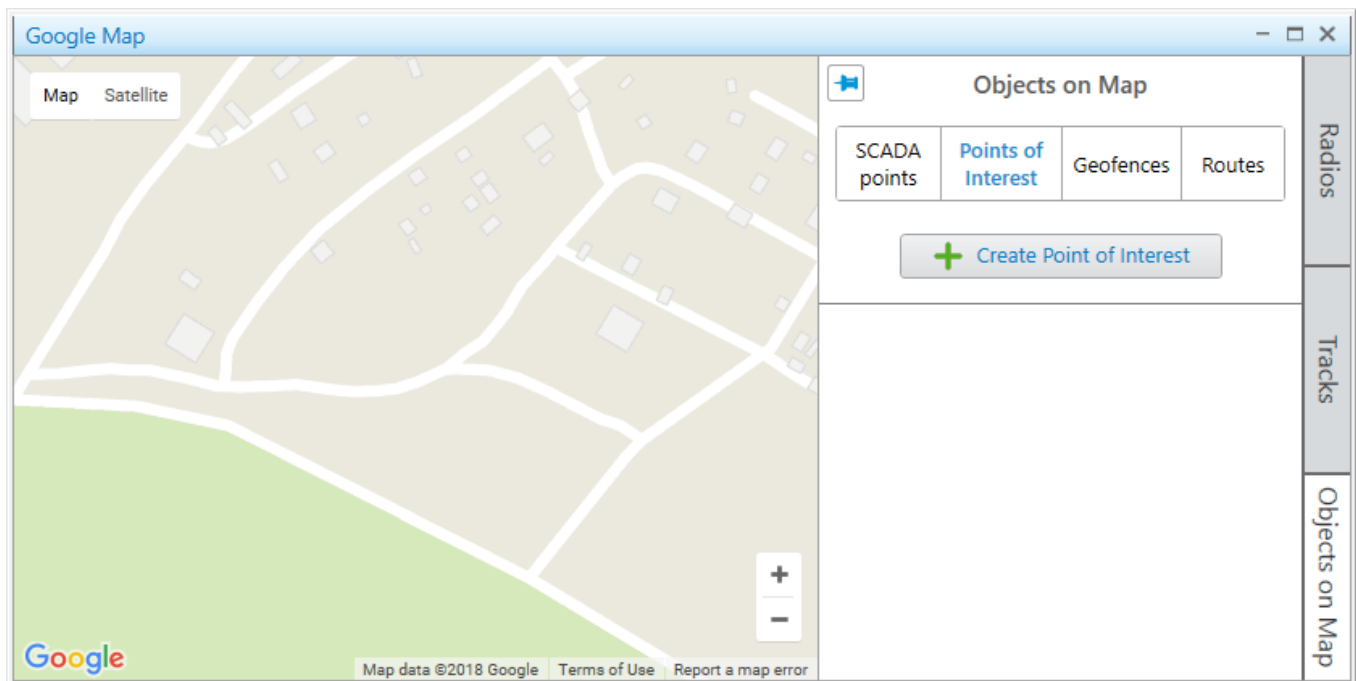 Google Map
Map Satellite
Objects on Map
SCADA
points
Points of
Interest
Geofences
Routes
Create Point of Interest
Radios
Tracks
Objects on Map
Google
Map data ©2018 Google Terms of Use Report a map error